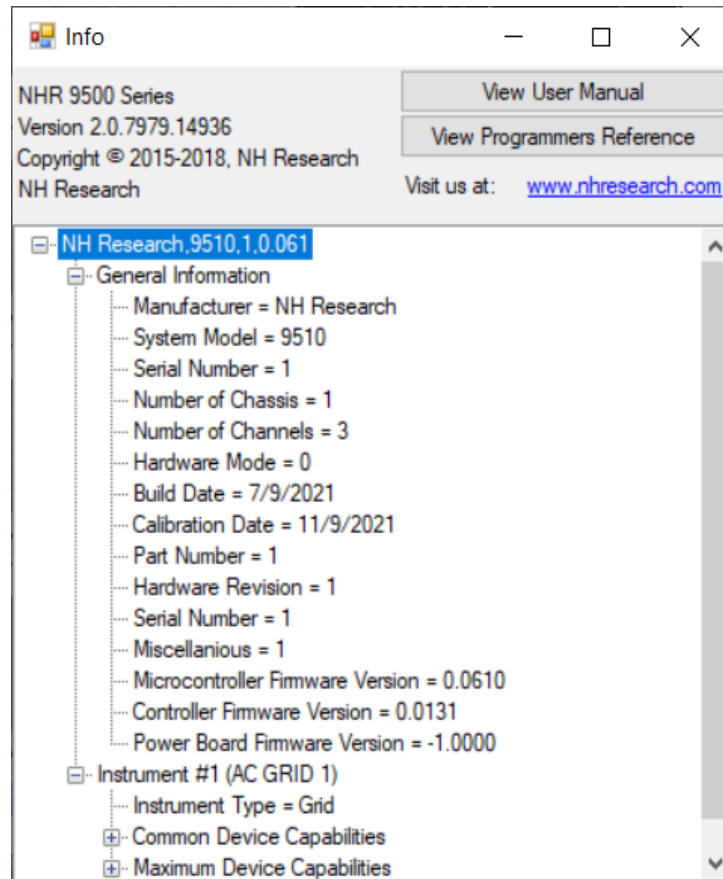 Info
NHR 9500 Series
Version 2.0.7979.14936
Copyright © 2015-2018, NH Research
NH Research
View User Manual
View Programmers Reference
Visit us at: www.nhresearch.com
NH Research,9510,1,0.061
General Information
Manufacturer = NH Research
System Model = 9510
Serial Number = 1
Number of Chassis = 1
Number of Channels = 3
Hardware Mode = 0
Build Date = 7/9/2021
Calibration Date = 11/9/2021
Part Number = 1
Hardware Revision = 1
Serial Number = 1
Miscellanious = 1
Microcontroller Firmware Version = 0.0610
Controller Firmware Version = 0.0131
Power Board Firmware Version = -1.0000
Instrument #1 (AC GRID 1)
Instrument Type = Grid
Common Device Capabilities
Maximum Device Capabilities